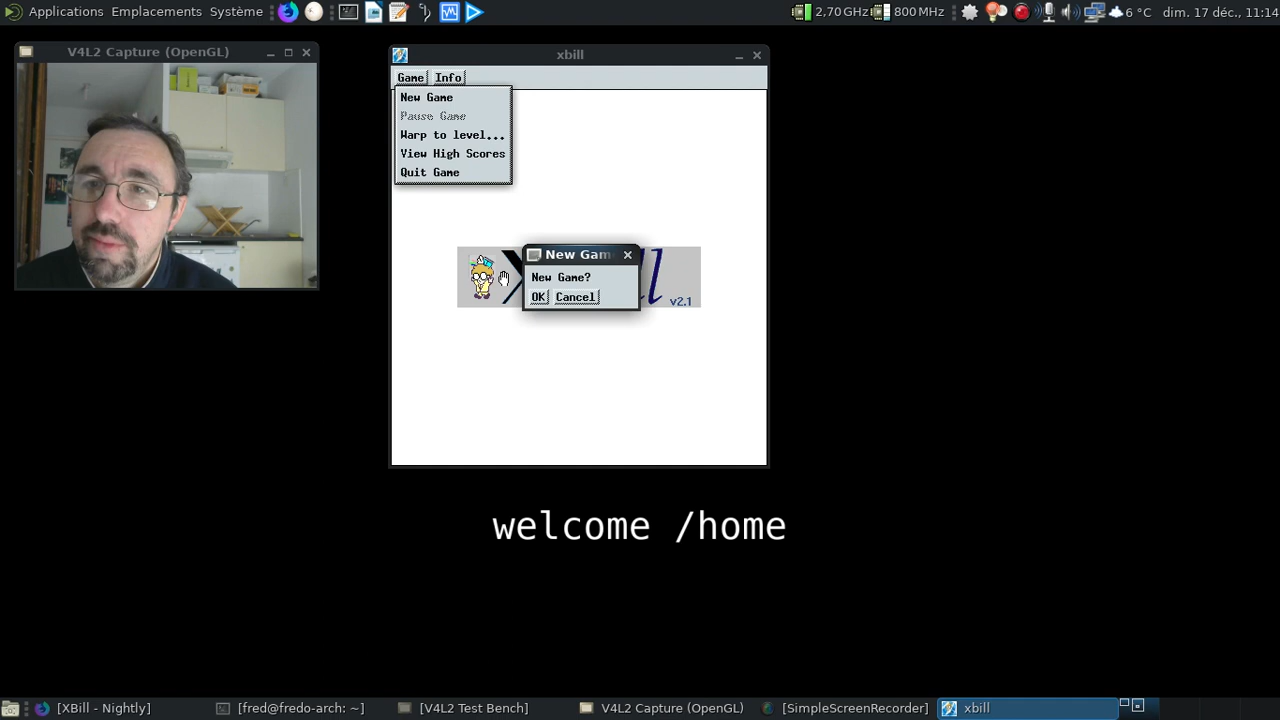 Applications Emplacements Système 2,70 GHz 800 MHz 6 °C dim. 17 déc., 11:14
V4L2 Capture (OpenGL)
xbill
Game Info
New Game
Pause Game
Warp to level...
View High Scores
Quit Game
New Gam
New Game?
OK Cancel
ll v2.1
welcome /home
[XBill - Nightly] [fred@fredo-arch: ~] [V4L2 Test Bench] V4L2 Capture (OpenGL) [SimpleScreenRecorder] xbill